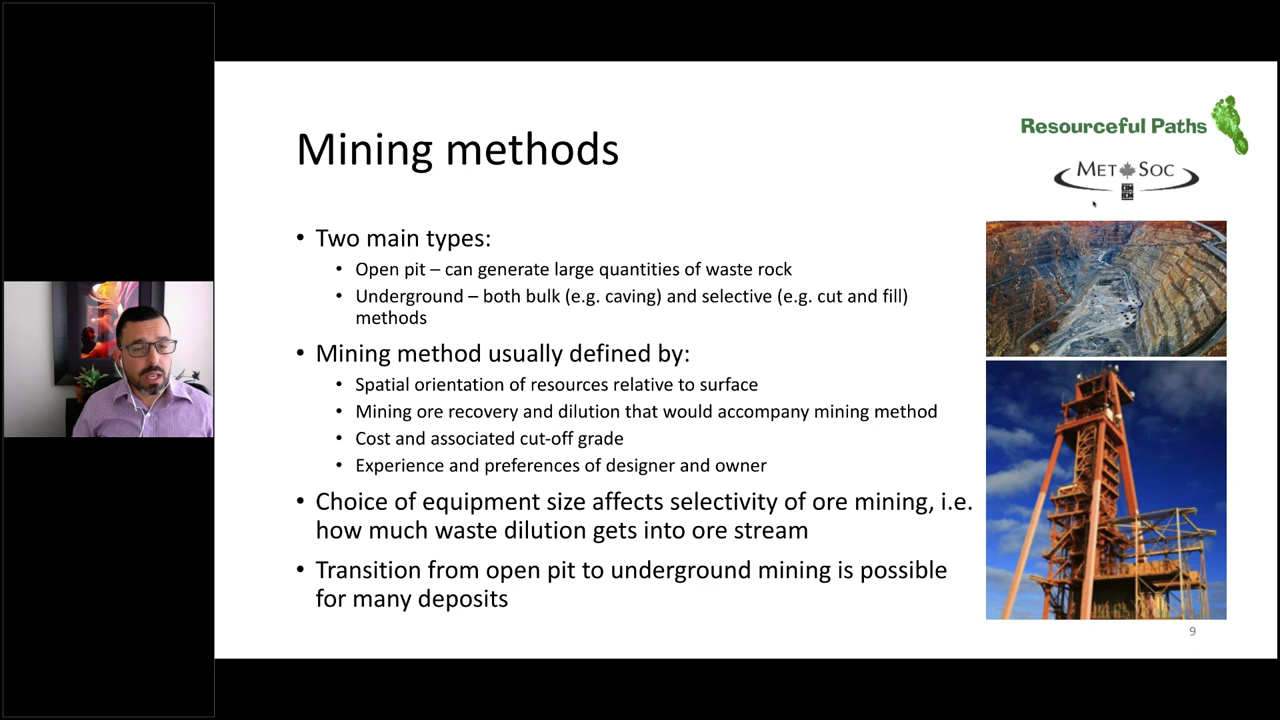 Mining methods
Resourceful Paths
MET SOC
CIM
ICM
• Two main types:
• Open pit – can generate large quantities of waste rock
• Underground – both bulk (e.g. caving) and selective (e.g. cut and fill)
methods
• Mining method usually defined by:
• Spatial orientation of resources relative to surface
• Mining ore recovery and dilution that would accompany mining method
• Cost and associated cut-off grade
• Experience and preferences of designer and owner
• Choice of equipment size affects selectivity of ore mining, i.e.
how much waste dilution gets into ore stream
• Transition from open pit to underground mining is possible
for many deposits
9